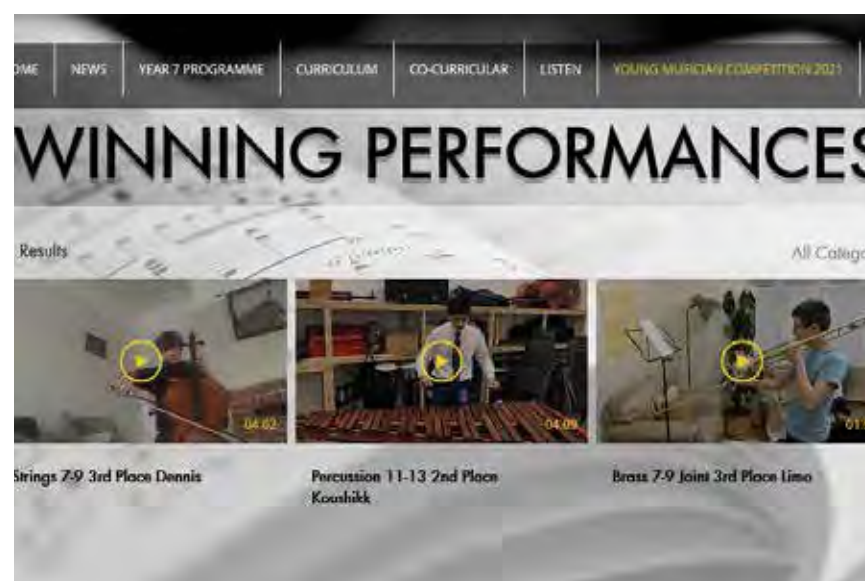 OME NEWS YEAR 7 PROGRAMME CURRICULUM CO-CURRICULAR LISTEN YOUNG MUSICIAN COMPETITION 2021
WINNING PERFORMANCES
Results All Catego
04:02 04:09 01:
Strings 7-9 3rd Place Dennis
Percussion 11-13 2nd Place
Koushikk
Brass 7-9 Joint 3rd Place Limo